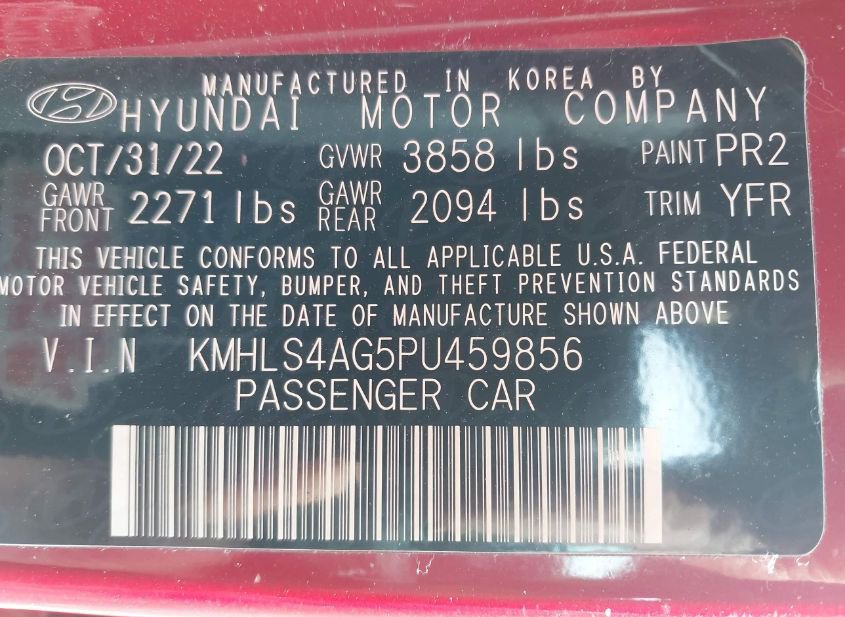 MANUFACTURED IN KOREA BY
HYUNDAI MOTOR COMPANY
OCT/31/22 GVWR 3858 lbs PAINT PR2
GAWR FRONT 2271 lbs GAWR REAR 2094 lbs TRIM YFR
THIS VEHICLE CONFORMS TO ALL APPLICABLE U.S.A. FEDERAL
MOTOR VEHICLE SAFETY, BUMPER, AND THEFT PREVENTION STANDARDS
IN EFFECT ON THE DATE OF MANUFACTURE SHOWN ABOVE
V.I.N KMHLS4AG5PU459856
PASSENGER CAR